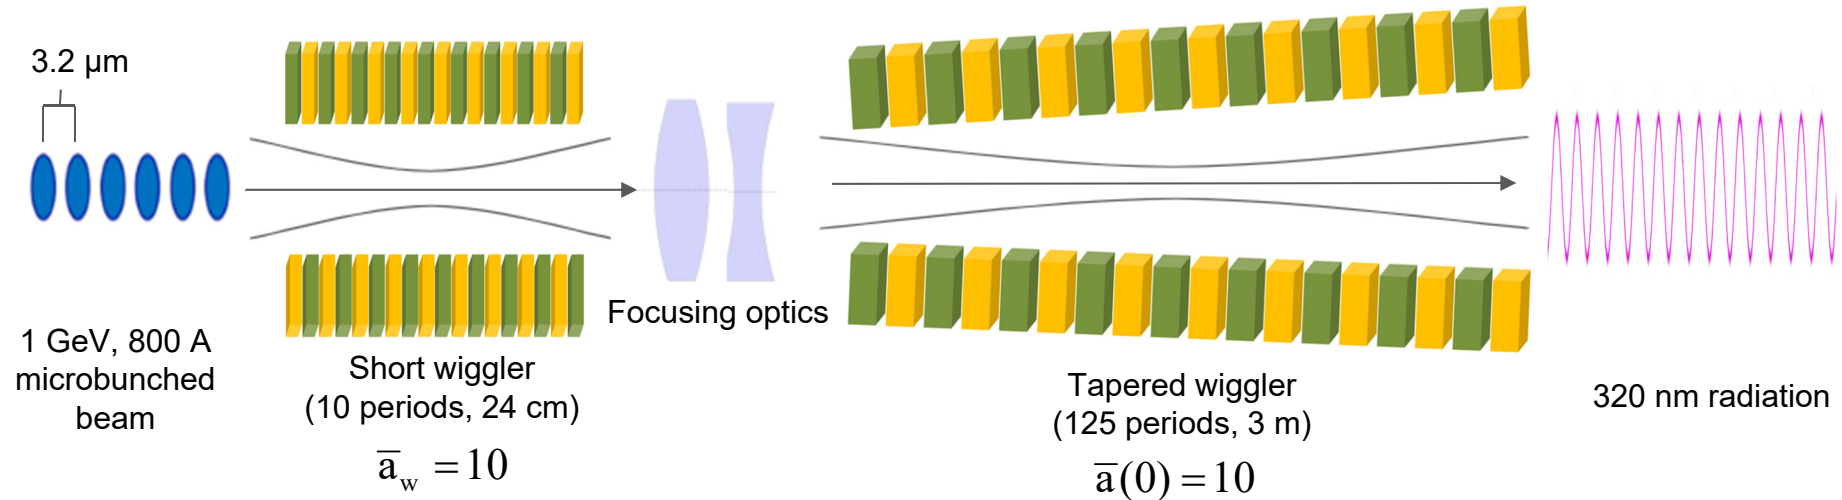 3.2 μm
1 GeV, 800 A
microbunched
beam
Short wiggler
(10 periods, 24 cm)
a̅w = 10
Focusing optics
Tapered wiggler
(125 periods, 3 m)
a̅(0) = 10
320 nm radiation